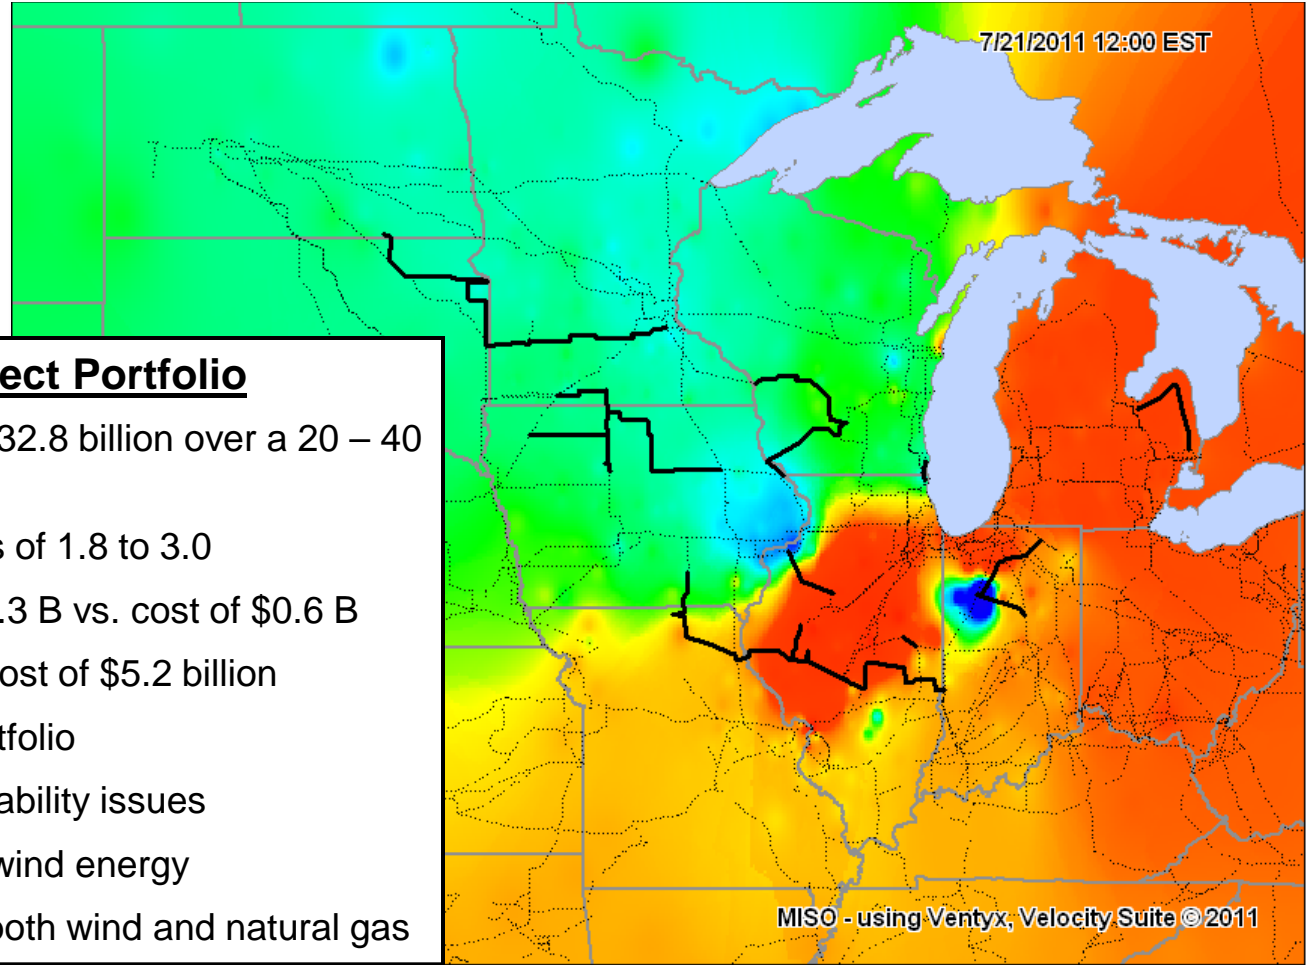 7/21/2011 12:00 EST
ect Portfolio
32.8 billion over a 20 – 40
s of 1.8 to 3.0
.3 B vs. cost of $0.6 B
ost of $5.2 billion
tfolio
ability issues
wind energy
both wind and natural gas
MISO - using Ventyx, Velocity Suite © 2011